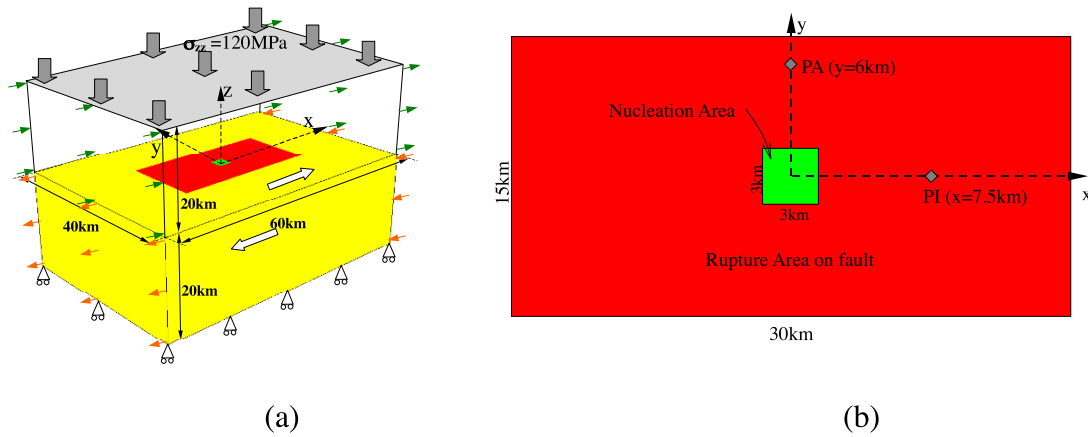 σzz =120MPa
z
x
y
20km
40km
60km
20km
(a)
y
PA (y=6km)
Nucleation Area
15km
3km
3km
PI (x=7.5km)
x
Rupture Area on fault
30km
(b)